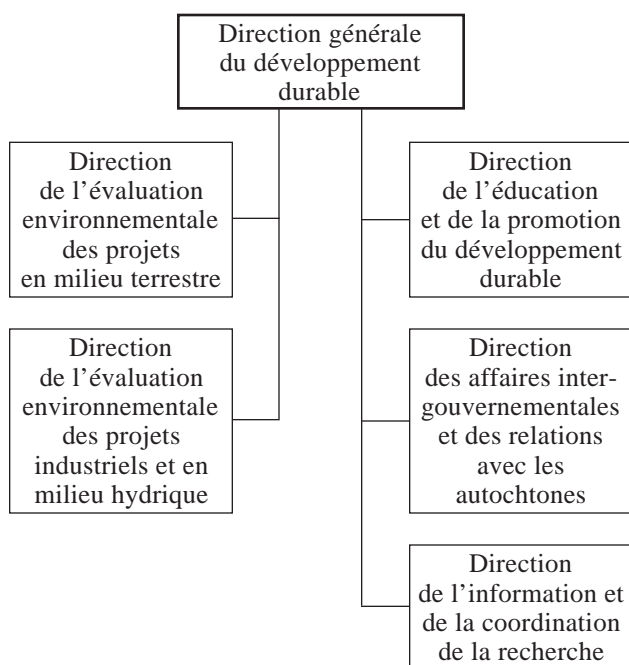 Direction générale
du développement
durable
Direction
de l’évaluation
environnementale
des projets
en milieu terrestre
Direction
de l’éducation
et de la promotion
du développement
durable
Direction
de l’évaluation
environnementale
des projets
industriels et en
milieu hydrique
Direction
des affaires inter-
gouvernementales
et des relations
avec les
autochtones
Direction
de l’information et
de la coordination
de la recherche